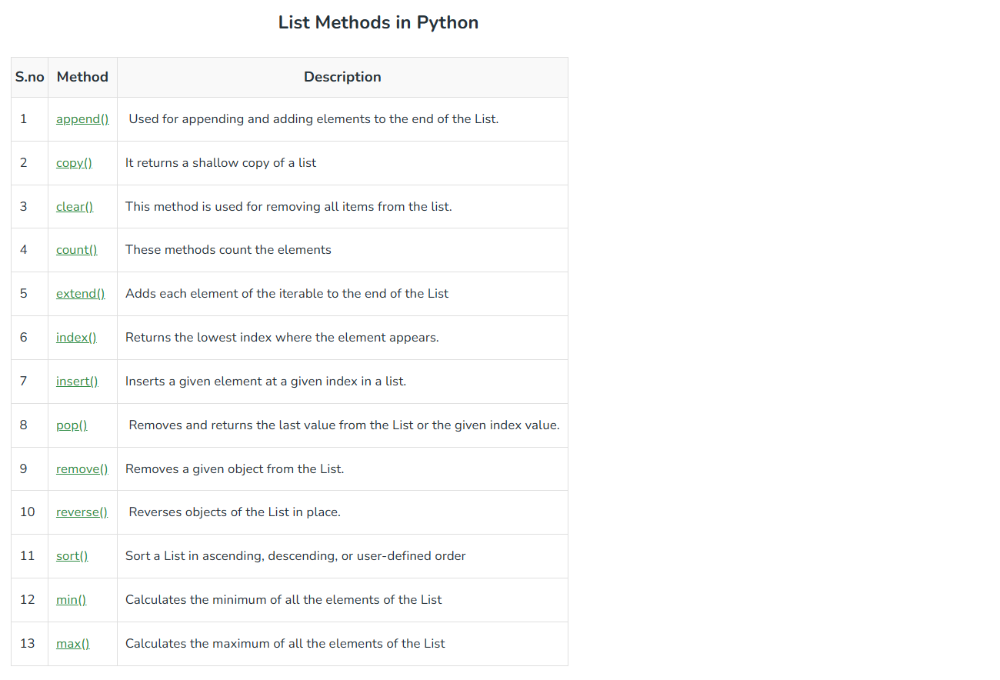 List Methods in Python
S.no Method Description
1 append() Used for appending and adding elements to the end of the List.
2 copy() It returns a shallow copy of a list
3 clear() This method is used for removing all items from the list.
4 count() These methods count the elements
5 extend() Adds each element of the iterable to the end of the List
6 index() Returns the lowest index where the element appears.
7 insert() Inserts a given element at a given index in a list.
8 pop() Removes and returns the last value from the List or the given index value.
9 remove() Removes a given object from the List.
10 reverse() Reverses objects of the List in place.
11 sort() Sort a List in ascending, descending, or user-defined order
12 min() Calculates the minimum of all the elements of the List
13 max() Calculates the maximum of all the elements of the List